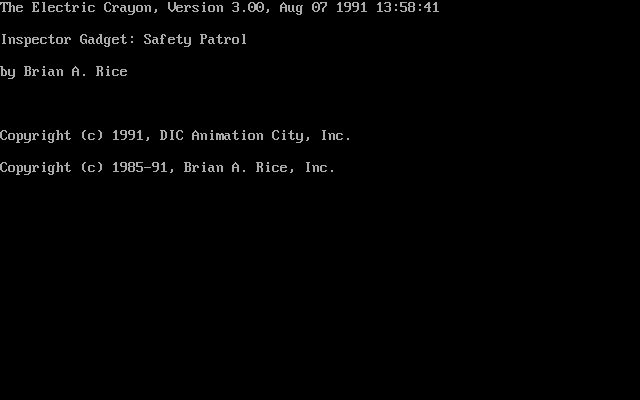 The Electric Crayon, Version 3.00, Aug 07 1991 13:58:41
Inspector Gadget: Safety Patrol
by Brian A. Rice
Copyright (c) 1991, DIC Animation City, Inc.
Copyright (c) 1985-91, Brian A. Rice, Inc.